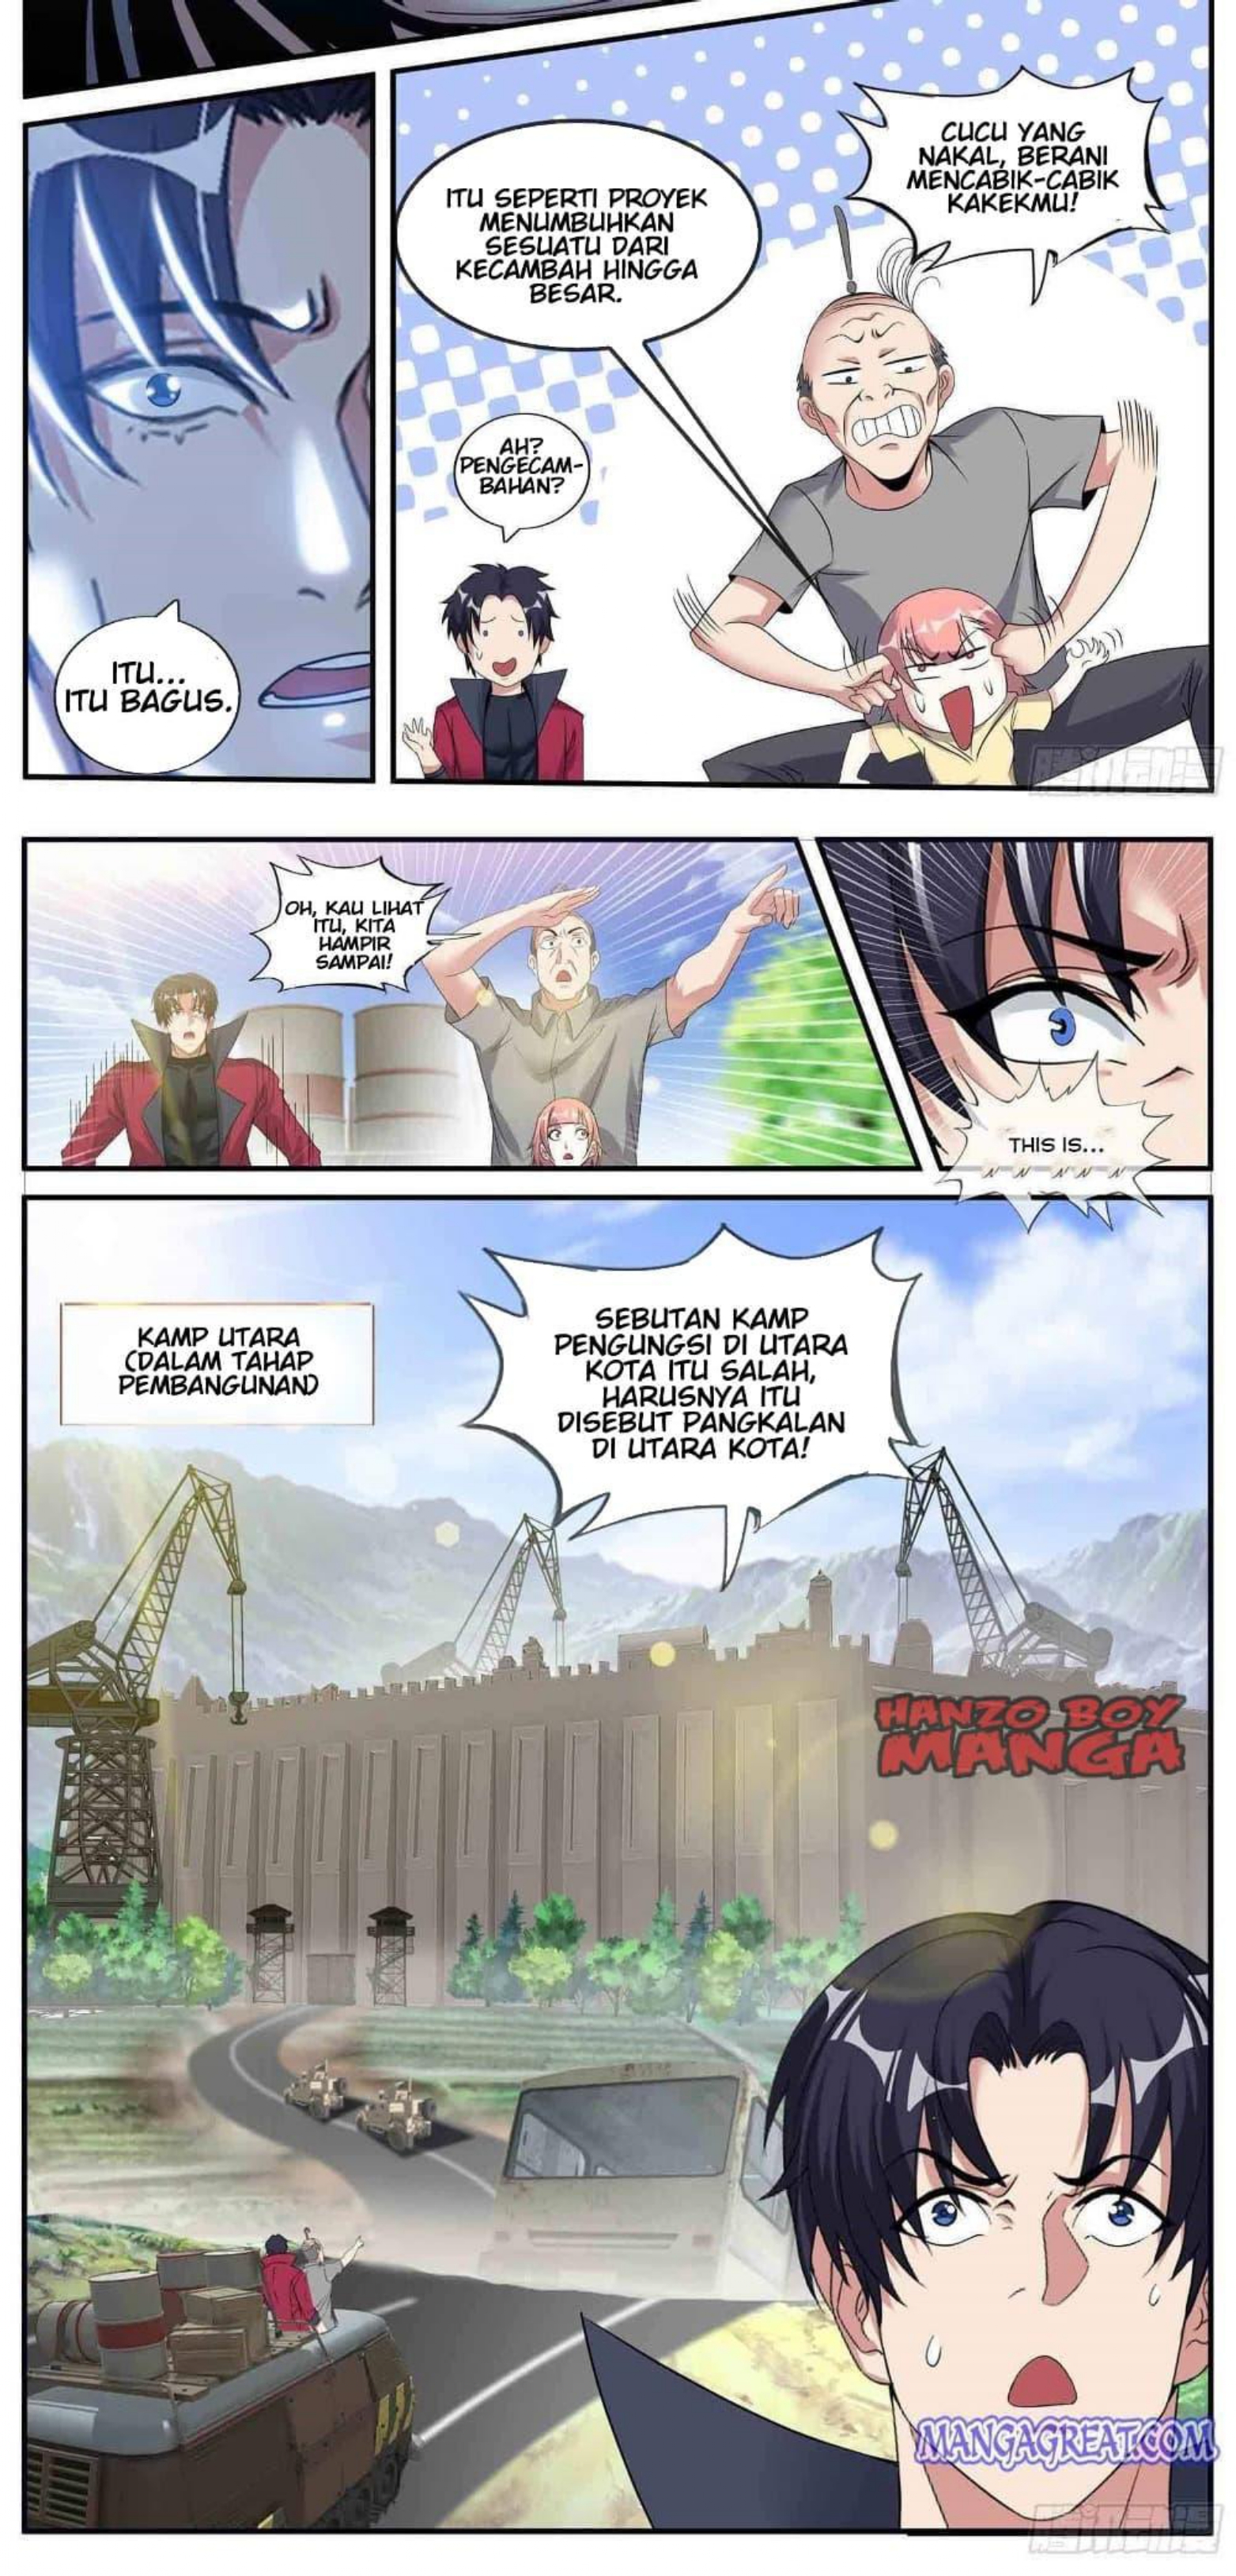 ITU...
ITU BAGUS.
ITU SEPERTI PROYEK
MENUMBUHKAN
SESUATU DARI
KECAMBAH HINGGA
BESAR.
CUCU YANG
NAKAL, BERANI
MENCABIK-CABIK
KAKEKMU!
AH?
PENGECAM-
BAHAN?
OH, KAU LIHAT
ITU, KITA
HAMPIR
SAMPAI!
THIS IS...
KAMP UTARA
(DALAM TAHAP
PEMBANGUNAN)
SEBUTAN KAMP
PENGUNGSI DI UTARA
KOTA ITU SALAH,
HARUSNYA ITU
DISEBUT PANGKALAN
DI UTARA KOTA!
HANZO BOY
MANGA
MANGAGREAT.COM